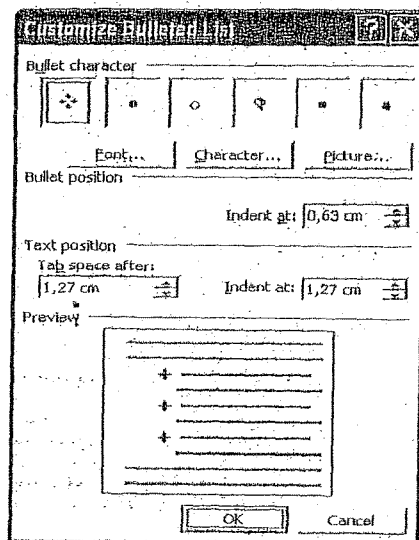 Customize Bulleted List
Bullet character
Font... Character... Picture...
Bullet position
Indent at: 0,63 cm
Text position
Tab space after:
1,27 cm Indent at: 1,27 cm
Preview
OK Cancel